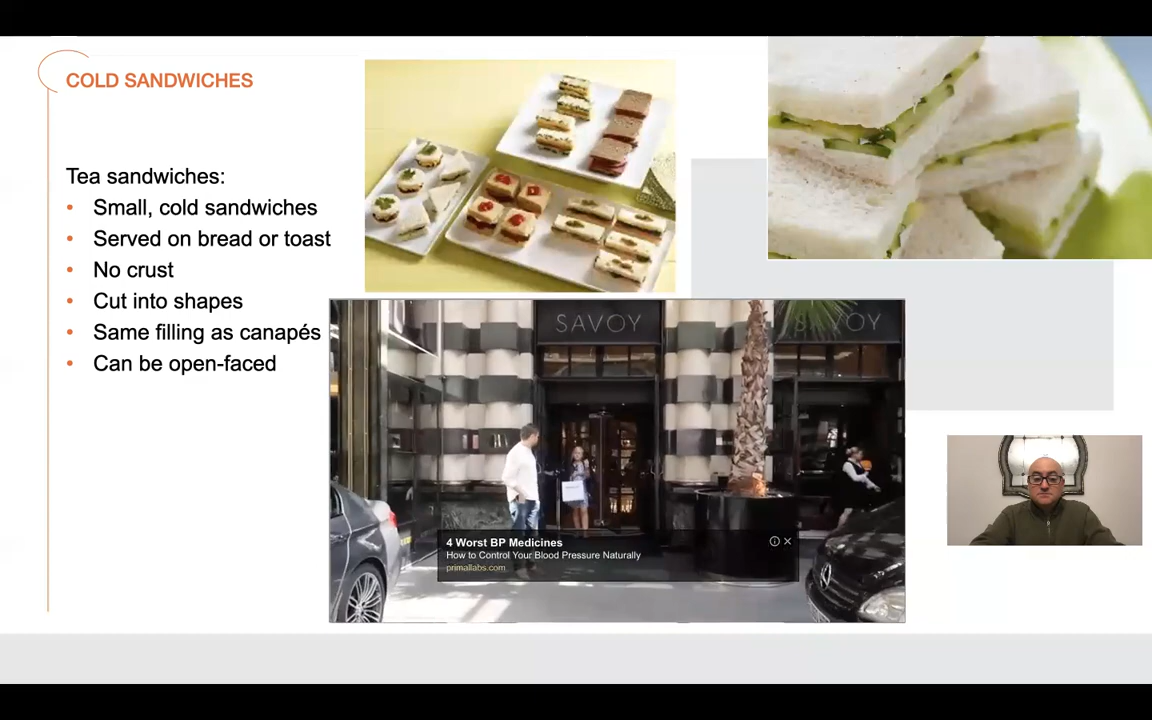 COLD SANDWICHES
Tea sandwiches:
• Small, cold sandwiches
• Served on bread or toast
• No crust
• Cut into shapes
• Same filling as canapés
• Can be open-faced
SAVOY
SAVOY
4 Worst BP Medicines
How to Control Your Blood Pressure Naturally
primallabs.com